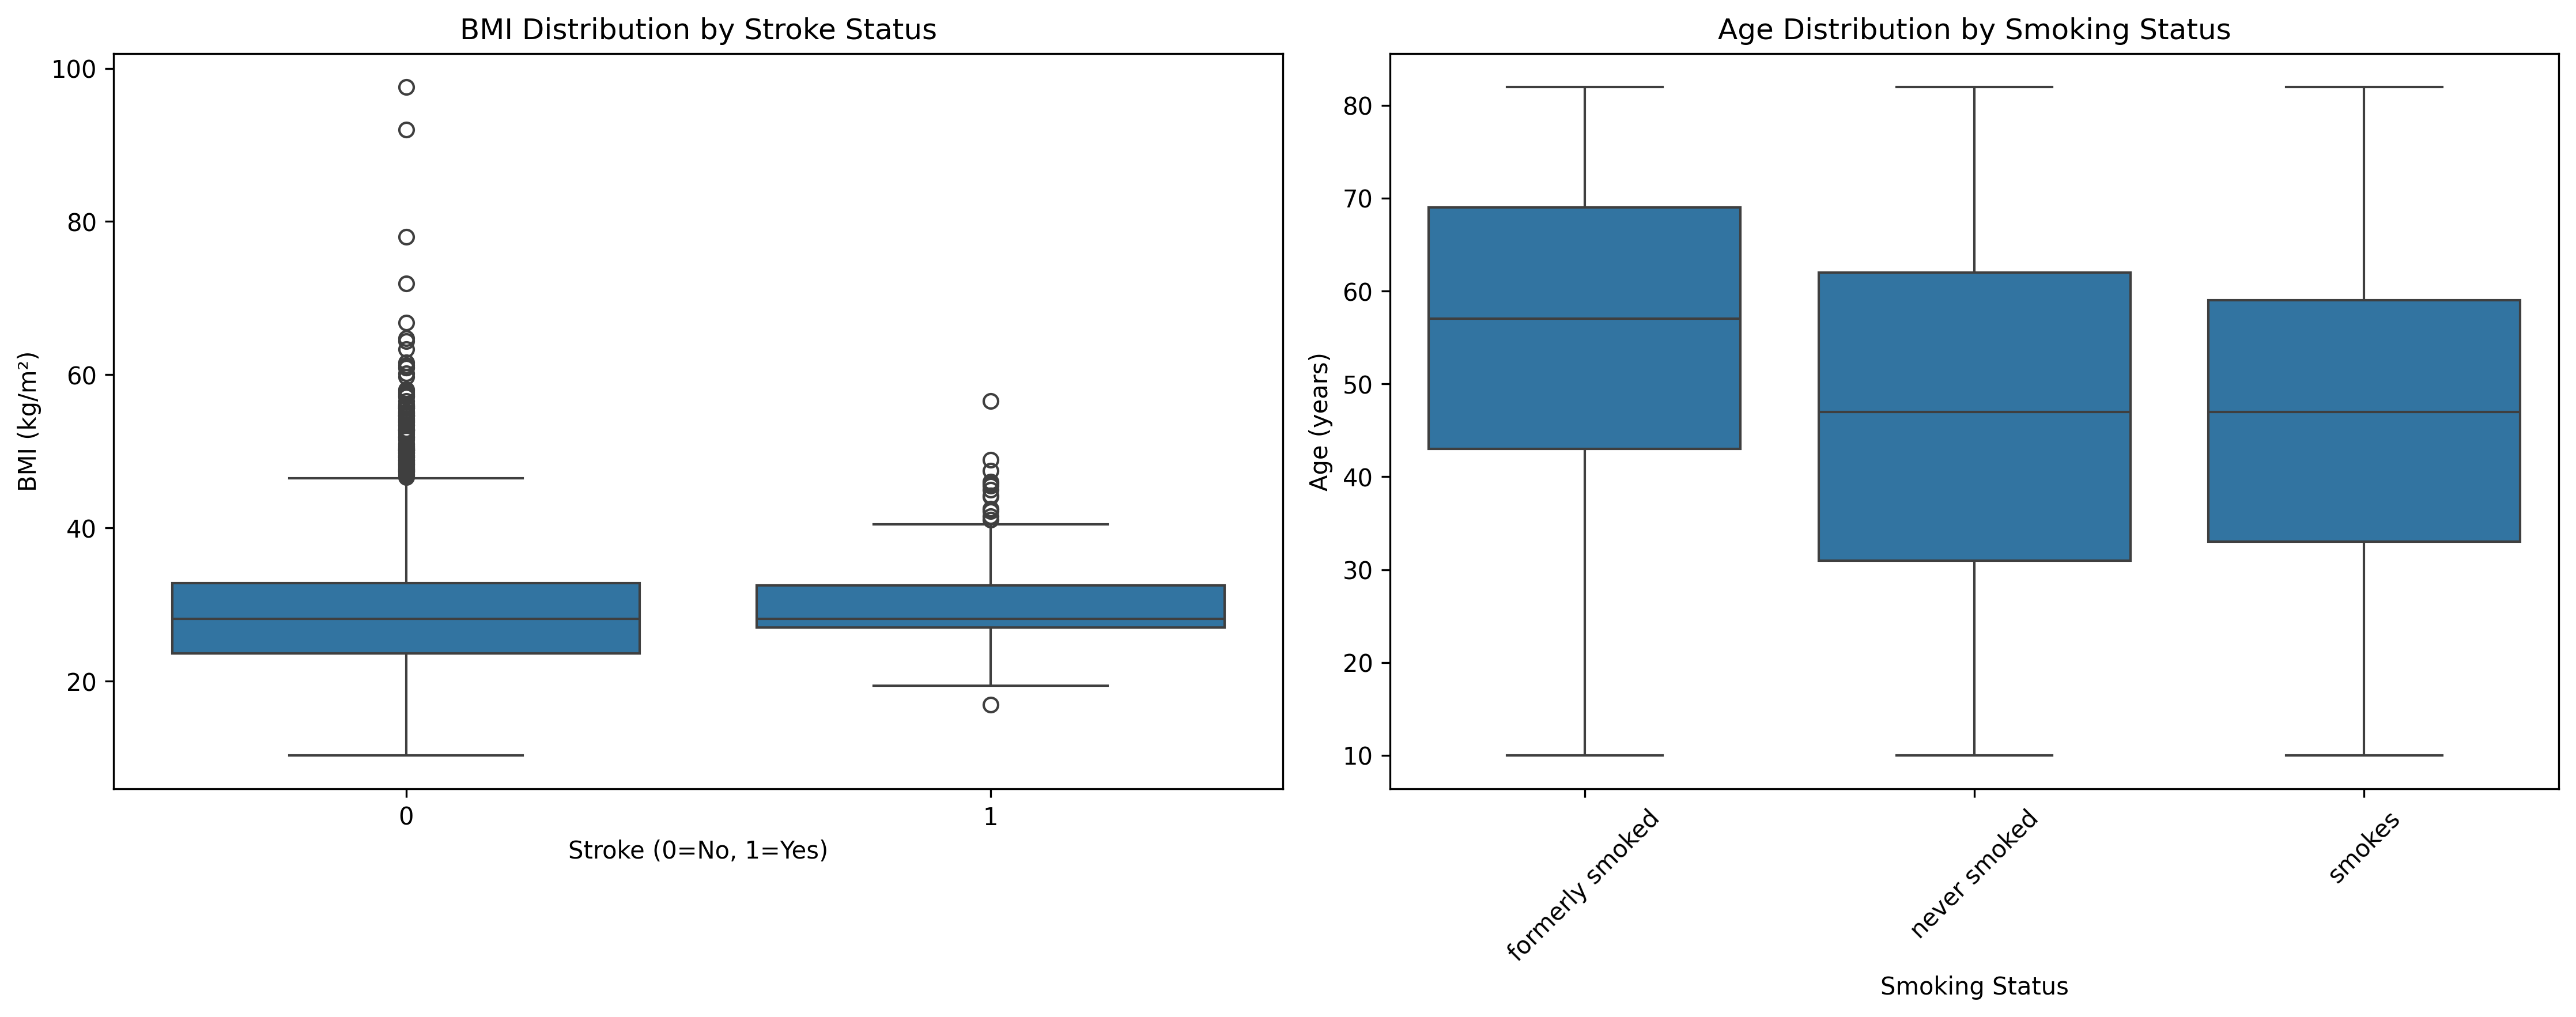 BMI Distribution by Stroke Status
100
80
60
40
20
BMI (kg/m²)
0
1
Stroke (0=No, 1=Yes)
Age Distribution by Smoking Status
80
70
60
50
40
30
20
10
Age (years)
formerly smoked
never smoked
smokes
Smoking Status